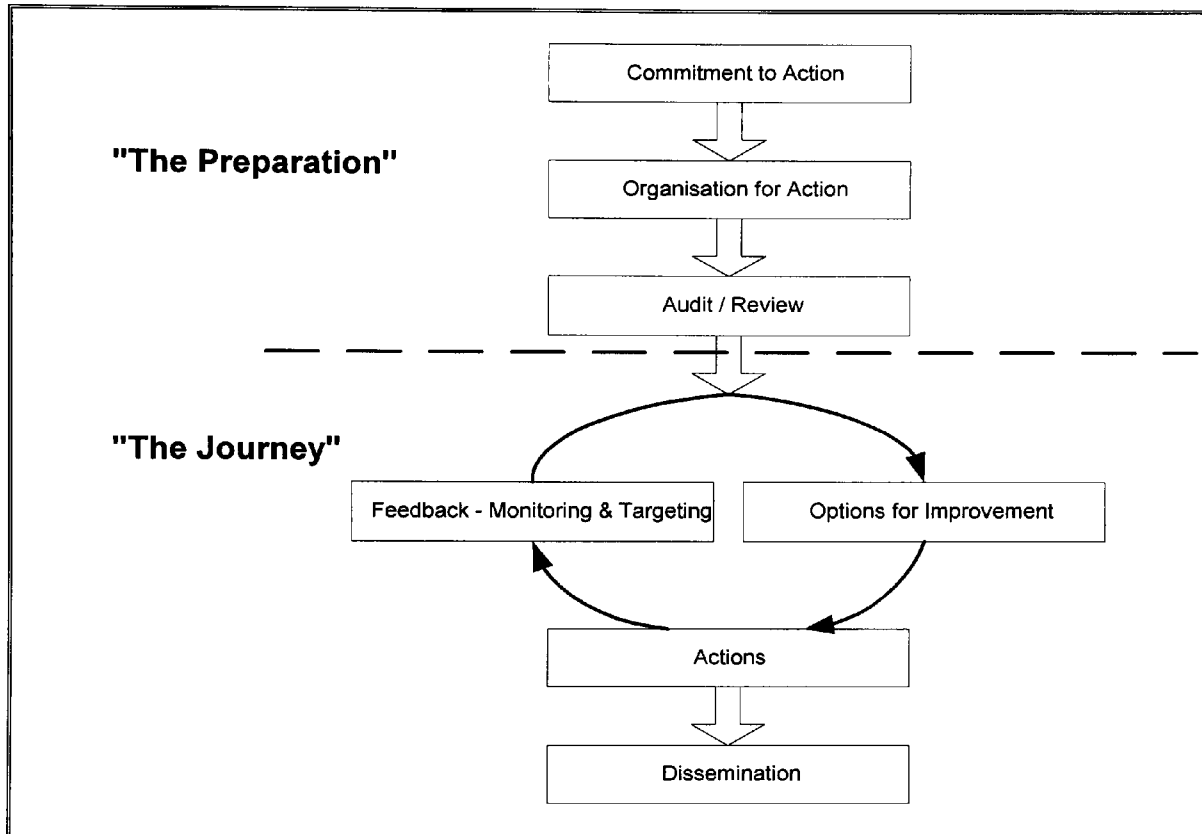 Commitment to Action
"The Preparation"
Organisation for Action
Audit / Review
"The Journey"
Feedback - Monitoring & Targeting
Options for Improvement
Actions
Dissemination